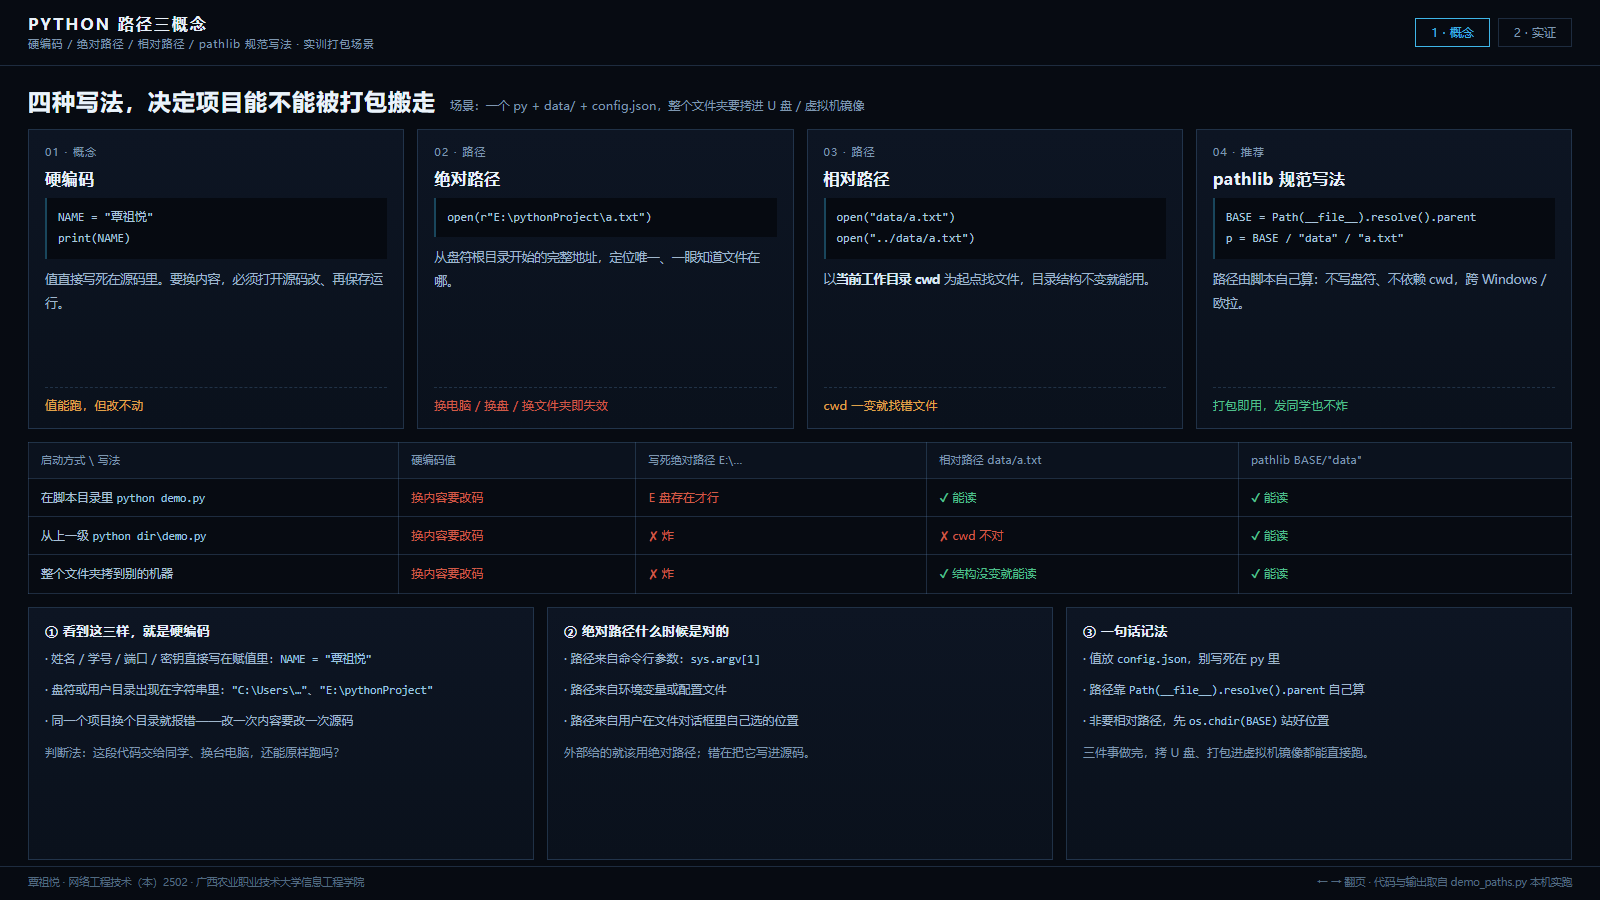 PYTHON 路径三概念
硬编码 / 绝对路径 / 相对路径 / pathlib 规范写法 · 实训打包场景
1 · 概念
2 · 实证
四种写法，决定项目能不能被打包搬走
场景：一个 py + data/ + config.json，整个文件夹要拷进 U 盘 / 虚拟机镜像
01 · 概念
硬编码
NAME = "覃祖悦"
print(NAME)
值直接写死在源码里。要换内容，必须打开源码改、再保存运
行。
值能跑，但改不动
02 · 路径
绝对路径
open(r"E:\pythonProject\a.txt")
从盘符根目录开始的完整地址，定位唯一、一眼知道文件在
哪。
换电脑 / 换盘 / 换文件夹即失效
03 · 路径
相对路径
open("data/a.txt")
open("../data/a.txt")
以当前工作目录 cwd 为起点找文件，目录结构不变就能用。
cwd 一变就找错文件
04 · 推荐
pathlib 规范写法
BASE = Path(__file__).resolve().parent
p = BASE / "data" / "a.txt"
路径由脚本自己算：不写盘符、不依赖 cwd，跨 Windows /
欧拉。
打包即用，发同学也不炸
启动方式 \ 写法
硬编码值
写死绝对路径 E:\...
相对路径 data/a.txt
pathlib BASE/"data"
在脚本目录里 python demo.py
换内容要改码
E 盘存在才行
✓ 能读
✓ 能读
从上一级 python dir\demo.py
换内容要改码
✗ 炸
✗ cwd 不对
✓ 能读
整个文件夹拷到别的机器
换内容要改码
✗ 炸
✓ 结构没变就能读
✓ 能读
① 看到这三样，就是硬编码
· 姓名 / 学号 / 端口 / 密钥直接写在赋值里：NAME = "覃祖悦"
· 盘符或用户目录出现在字符串里："C:\Users\…"、"E:\pythonProject"
· 同一个项目换个目录就报错——改一次内容要改一次源码
判断法：这段代码交给同学、换台电脑，还能原样跑吗？
② 绝对路径什么时候是对的
· 路径来自命令行参数：sys.argv[1]
· 路径来自环境变量或配置文件
· 路径来自用户在文件对话框里自己选的位置
外部给的就该用绝对路径；错在把它写进源码。
③ 一句话记法
· 值放 config.json，别写死在 py 里
· 路径靠 Path(__file__).resolve().parent 自己算
· 非要相对路径，先 os.chdir(BASE) 站好位置
三件事做完，拷 U 盘、打包进虚拟机镜像都能直接跑。
覃祖悦 · 网络工程技术（本）2502 · 广西农业职业技术大学信息工程学院
← → 翻页 · 代码与输出取自 demo_paths.py 本机实跑